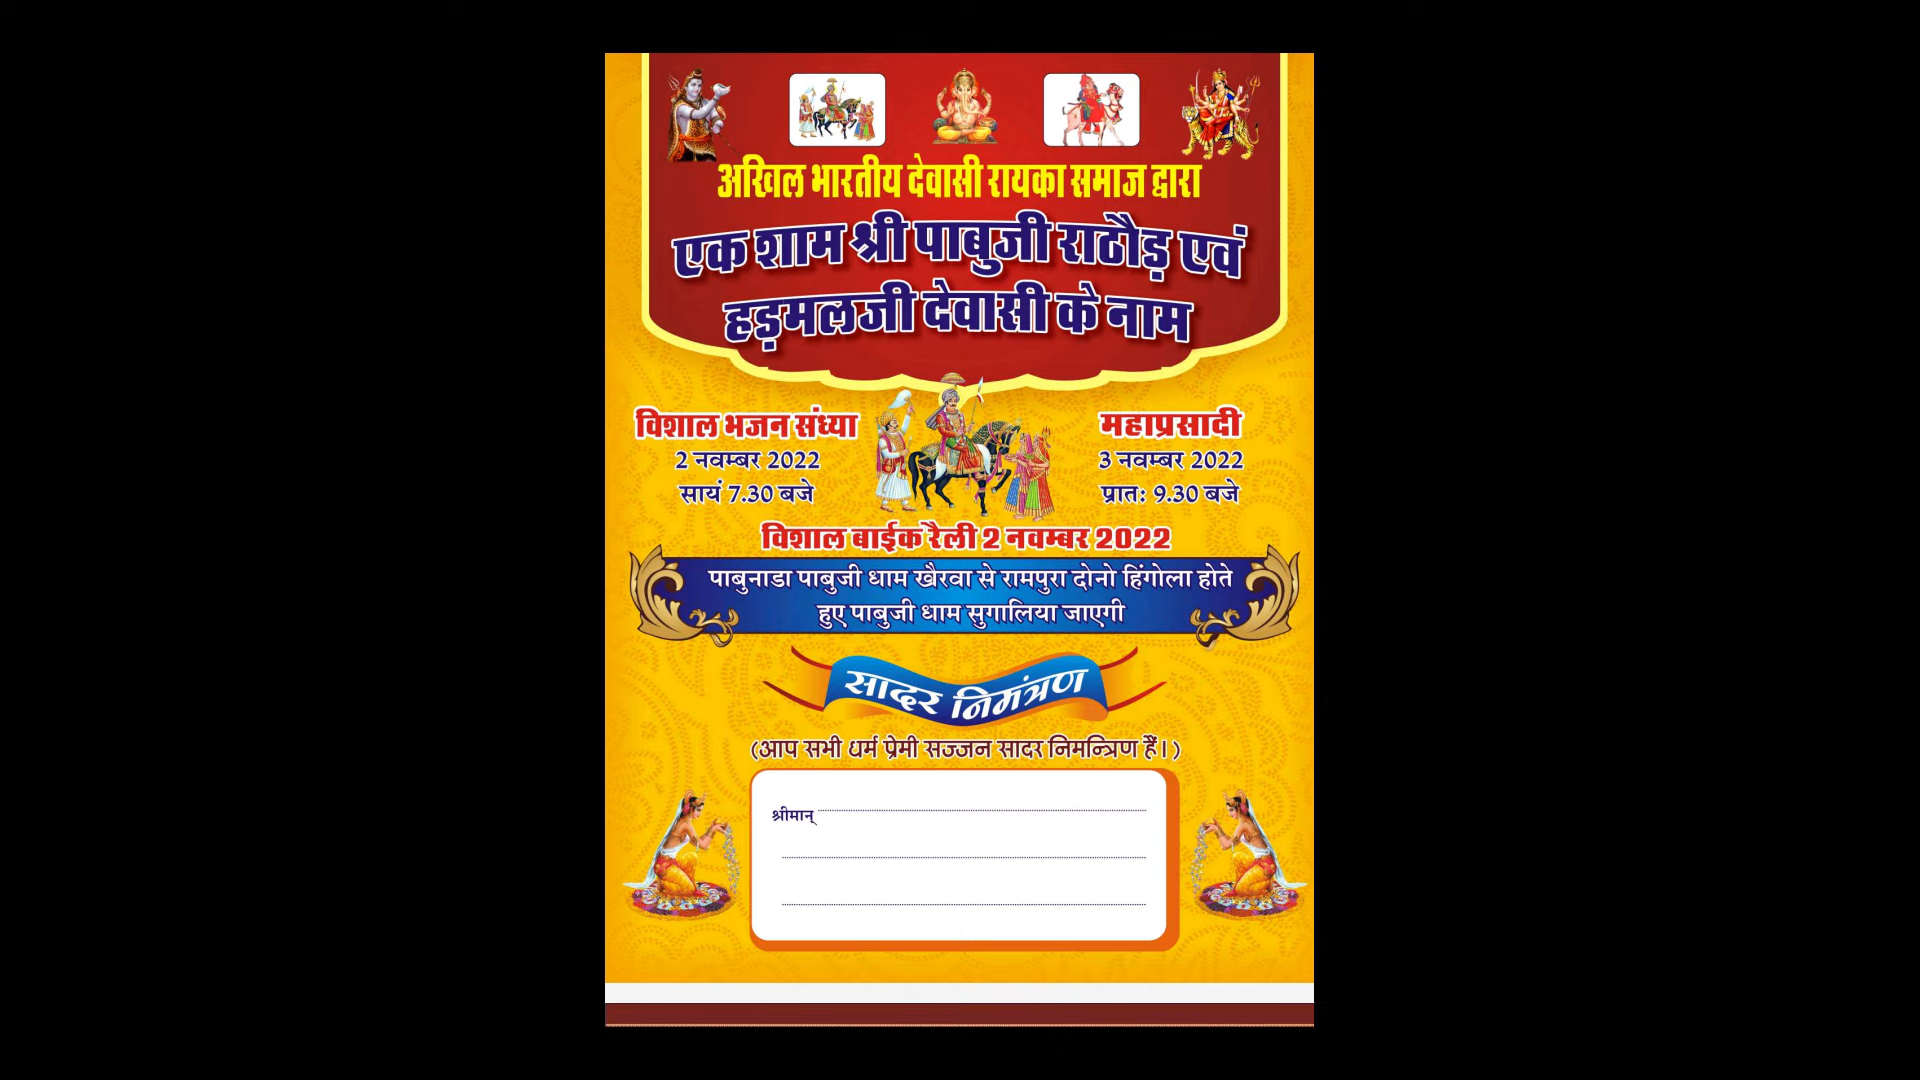 अखिल भारतीय देवासी रायका समाज द्वारा
एक शाम श्री पाबुजी राठौड़ एवं
हड़मलजी देवासी के नाम
विशाल भजन संध्या
2 नवम्बर 2022
सायं 7.30 बजे
महाप्रसादी
3 नवम्बर 2022
प्रातः 9.30 बजे
विशाल बाईक रैली 2 नवम्बर 2022
पाबुनाडा पाबुजी धाम खैरवा से रामपुरा दोनो हिंगोला होते
हुए पाबुजी धाम सुगालिया जाएगी
सादर निमंत्रण
(आप सभी धर्म प्रेमी सज्जन सादर निमन्त्रिण हैं।)
श्रीमान्